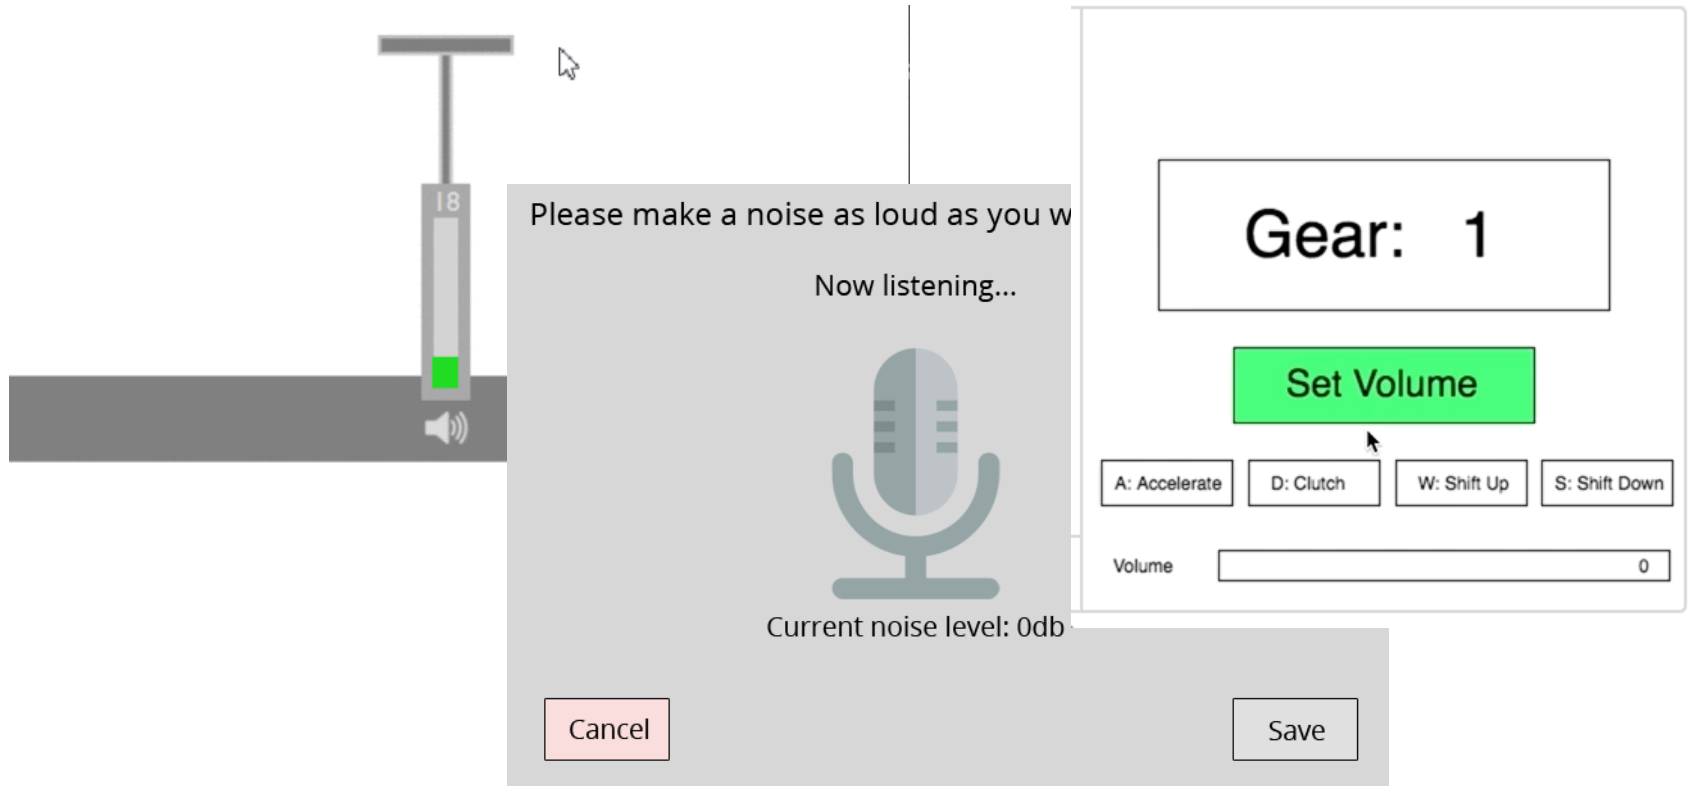 18
Please make a noise as loud as you w
Now listening...
Current noise level: 0db
Cancel
Save
Gear: 1
Set Volume
A: Accelerate
D: Clutch
W: Shift Up
S: Shift Down
Volume
0